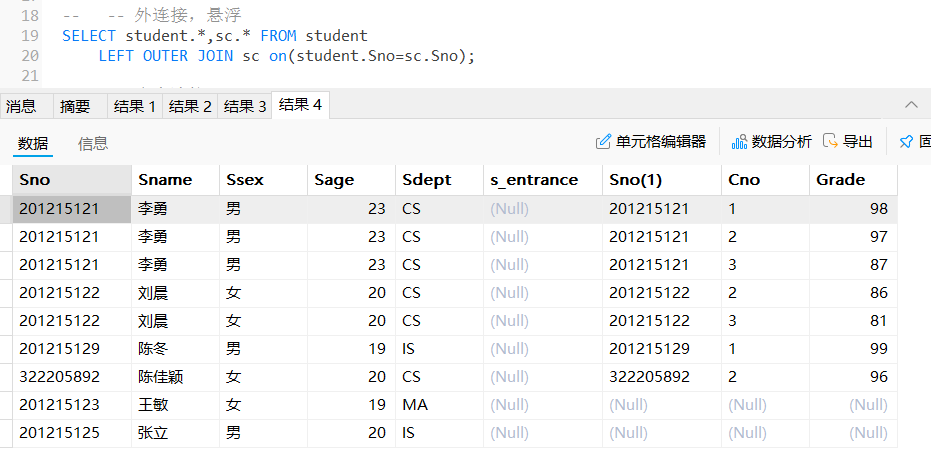 18 -- -- 外连接，悬浮
19 SELECT student.*,sc.* FROM student
20 LEFT OUTER JOIN sc on(student.Sno=sc.Sno);
21
消息 摘要 结果 1 结果 2 结果 3 结果 4
数据 信息 单元格编辑器 数据分析 导出
Sno Sname Ssex Sage Sdept s_entrance Sno(1) Cno Grade
201215121 李勇 男 23 CS (Null) 201215121 1 98
201215121 李勇 男 23 CS (Null) 201215121 2 97
201215121 李勇 男 23 CS (Null) 201215121 3 87
201215122 刘晨 女 20 CS (Null) 201215122 2 86
201215122 刘晨 女 20 CS (Null) 201215122 3 81
201215129 陈冬 男 19 IS (Null) 201215129 1 99
322205892 陈佳颖 女 20 CS (Null) 322205892 2 96
201215123 王敏 女 19 MA (Null) (Null) (Null) (Null)
201215125 张立 男 20 IS (Null) (Null) (Null) (Null)